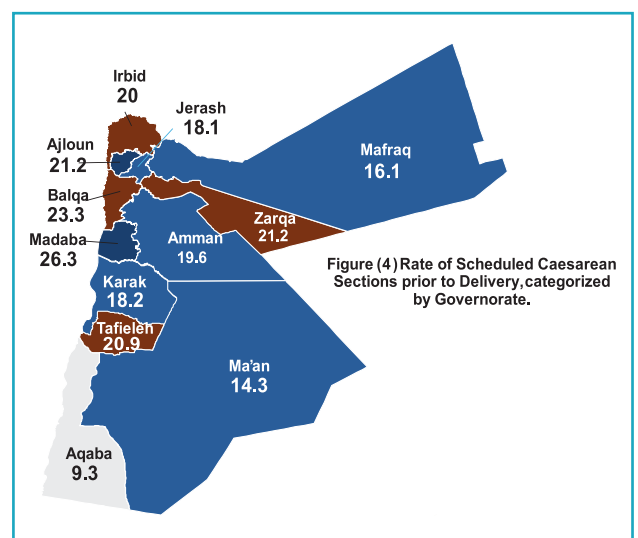 Irbid
20
Jerash
18.1
Ajloun
21.2
Mafraq
16.1
Balqa
23.3
Zarqa
21.2
Madaba
26.3
Amman
19.6
Figure (4) Rate of Scheduled Caesarean
Sections prior to Delivery,categorized
by Governorate.
Karak
18.2
Tafieleh
20.9
Ma'an
14.3
Aqaba
9.3